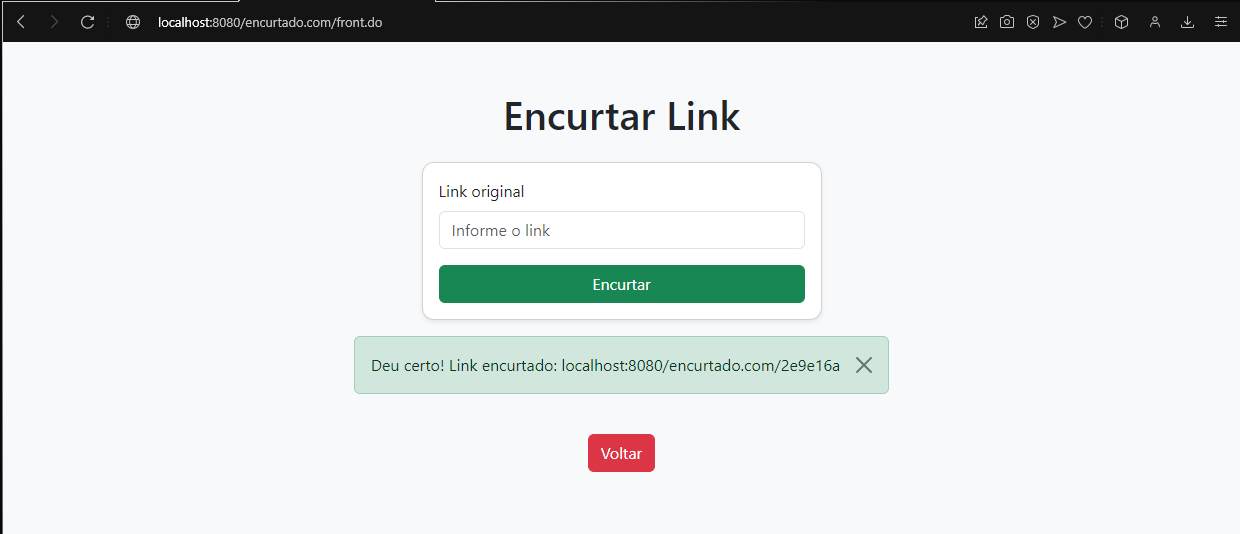 localhost:8080/encurtado.com/front.do
Encurtar Link
Link original
Informe o link
Encurtar
Deu certo! Link encurtado: localhost:8080/encurtado.com/2e9e16a
Voltar